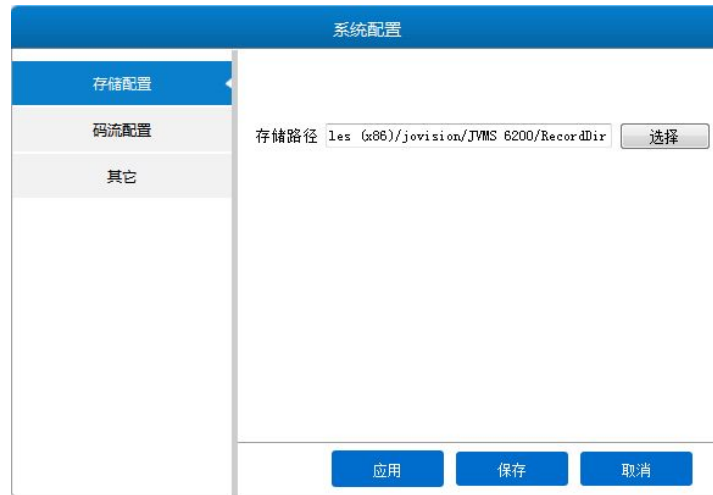 系统配置
存储配置
码流配置
其它
存储路径 les (x86)/jovision/JVMS 6200/RecordDir 选择
应用 保存 取消